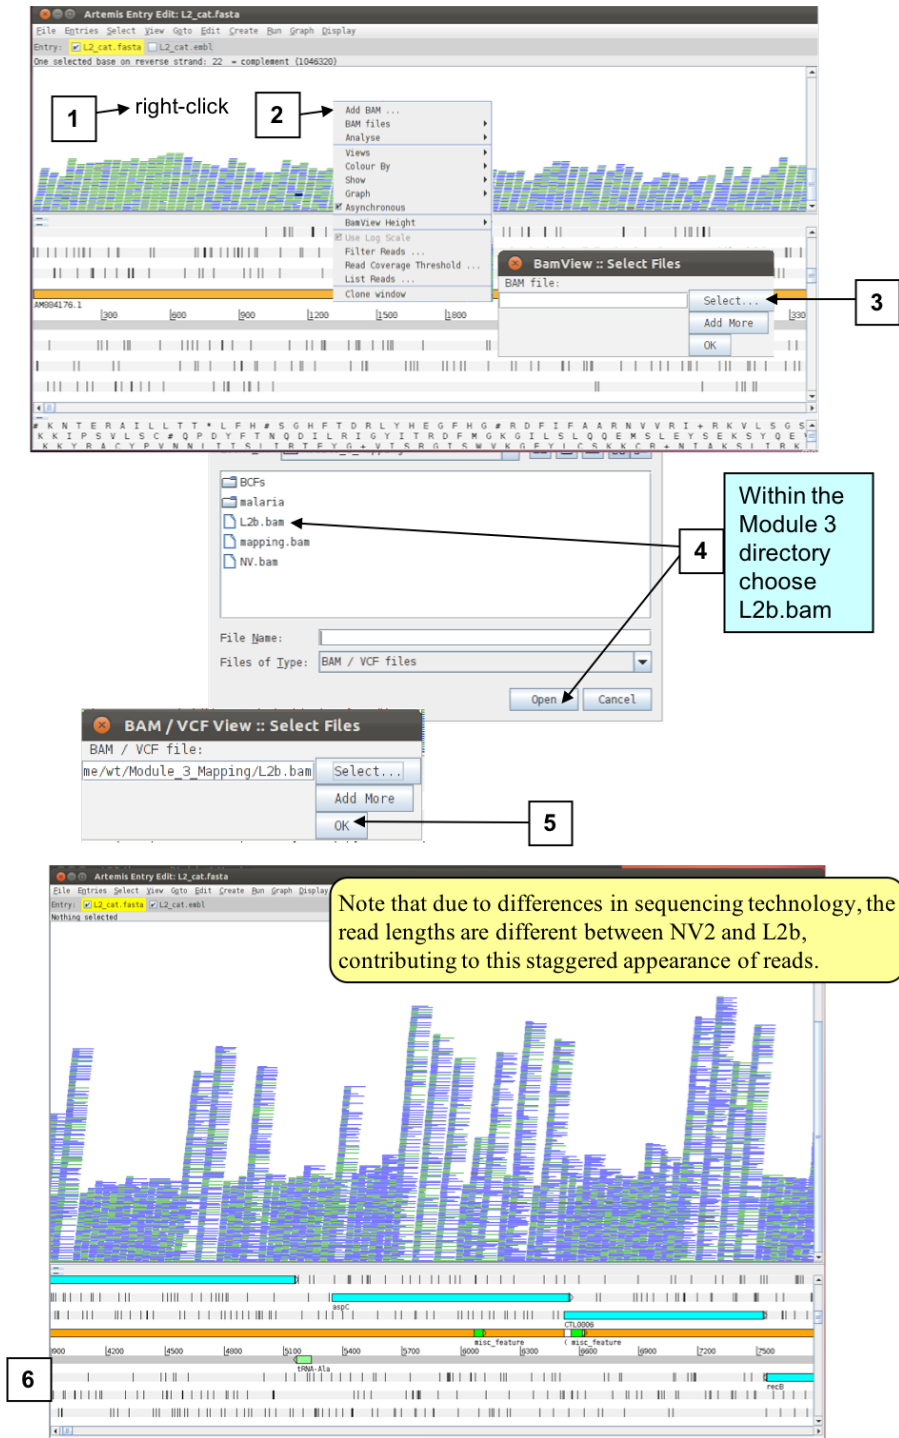 Artemis Entry Edit: L2_cat.fasta
File Entries Select View Goto Edit Create Run Graph Display
Entry: L2_cat.fasta L2_cat.embl
One selected base on reverse strand: 22 = complement (1046320)
1
right-click
2
Add BAM ...
BAM files
Analyse
Views
Colour By
Show
Graph
Asynchronous
BamView Height
Use Log Scale
Filter Reads ...
Read Coverage Threshold ...
List Reads ...
Clone window
BamView :: Select Files
BAM file:
Select...
Add More
OK
3
AM884176.1
300 600 900 1200 1500 1800 330
# K N T E R A I L L T T * L F H # S G H F T D R L Y H E G F H G # R D F I F A A R N V V R I + R K V L S G S
K K I P S V L S C # Q P D Y F T N Q D I L R I G Y I T R D F M G K G I L S L Q Q E M S L E Y S E K S Y Q E
BCFs
malaria
L2b.bam
mapping.bam
NV.bam
4
Within the
Module 3
directory
choose
L2b.bam
File Name:
Files of Type: BAM / VCF files
Open Cancel
BAM / VCF View :: Select Files
BAM / VCF file:
me/wt/Module_3_Mapping/L2b.bam Select...
Add More
OK
5
Artemis Entry Edit: L2_cat.fasta
File Entries Select View Goto Edit Create Run Graph Display
Entry: L2_cat.fasta L2_cat.embl
Nothing selected
Note that due to differences in sequencing technology, the
read lengths are different between NV2 and L2b,
contributing to this staggered appearance of reads.
aspC
CTL0006
misc_feature ( misc_feature
3900 4200 4500 4800 5100 5400 5700 6000 6300 6600 6900 7200 7500
6
tRNA-Ala
recB